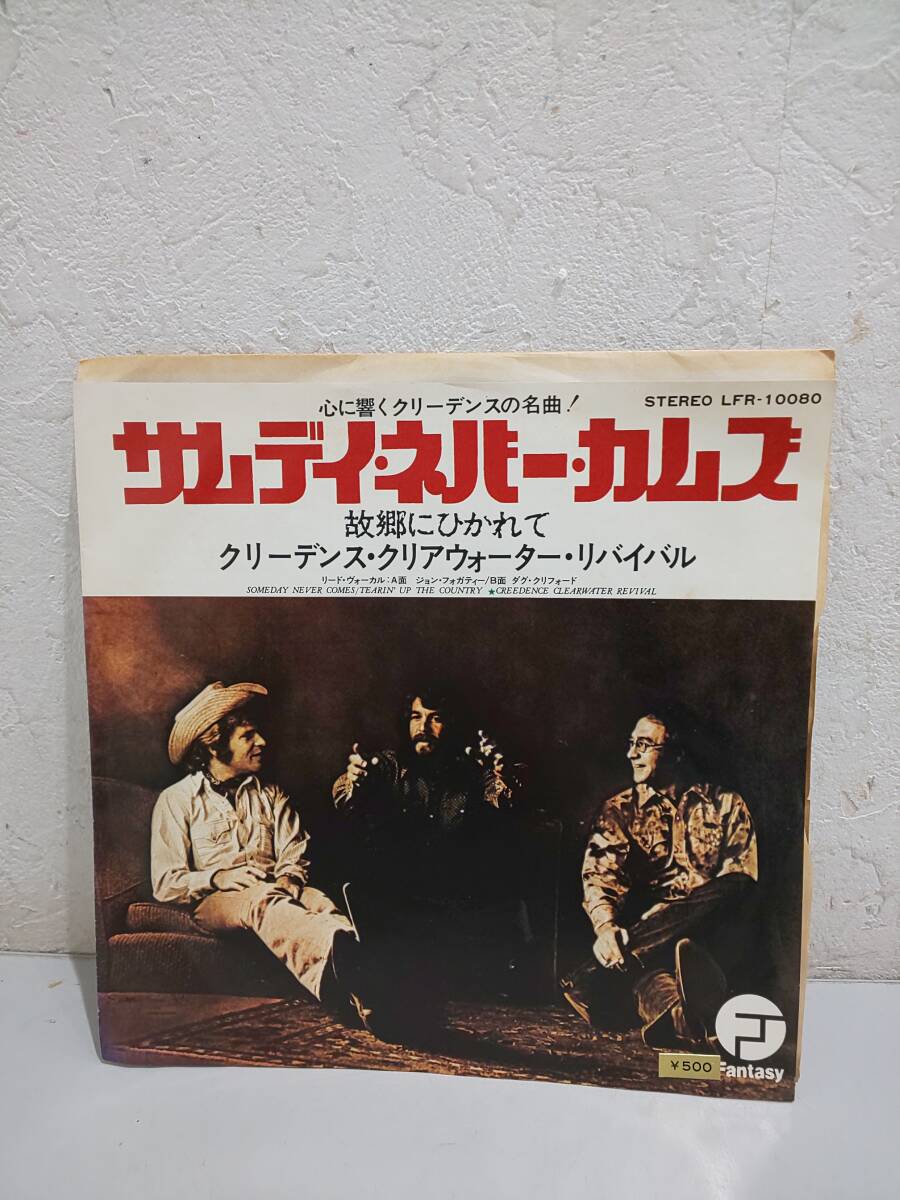 心に響くクリーデンスの名曲!
STEREO LFR-10080
サムデイ・ネバー・カムズ
故郷にひかれて
クリーデンス・クリアウォーター・リバイバル
リード・ヴォーカル:A面 ジョン・フォガティー/B面 ダグ・クリフォード
SOMEDAY NEVER COMES/TEARIN' UP THE COUNTRY ★CREEDENCE CLEARWATER REVIVAL
¥500
Fantasy